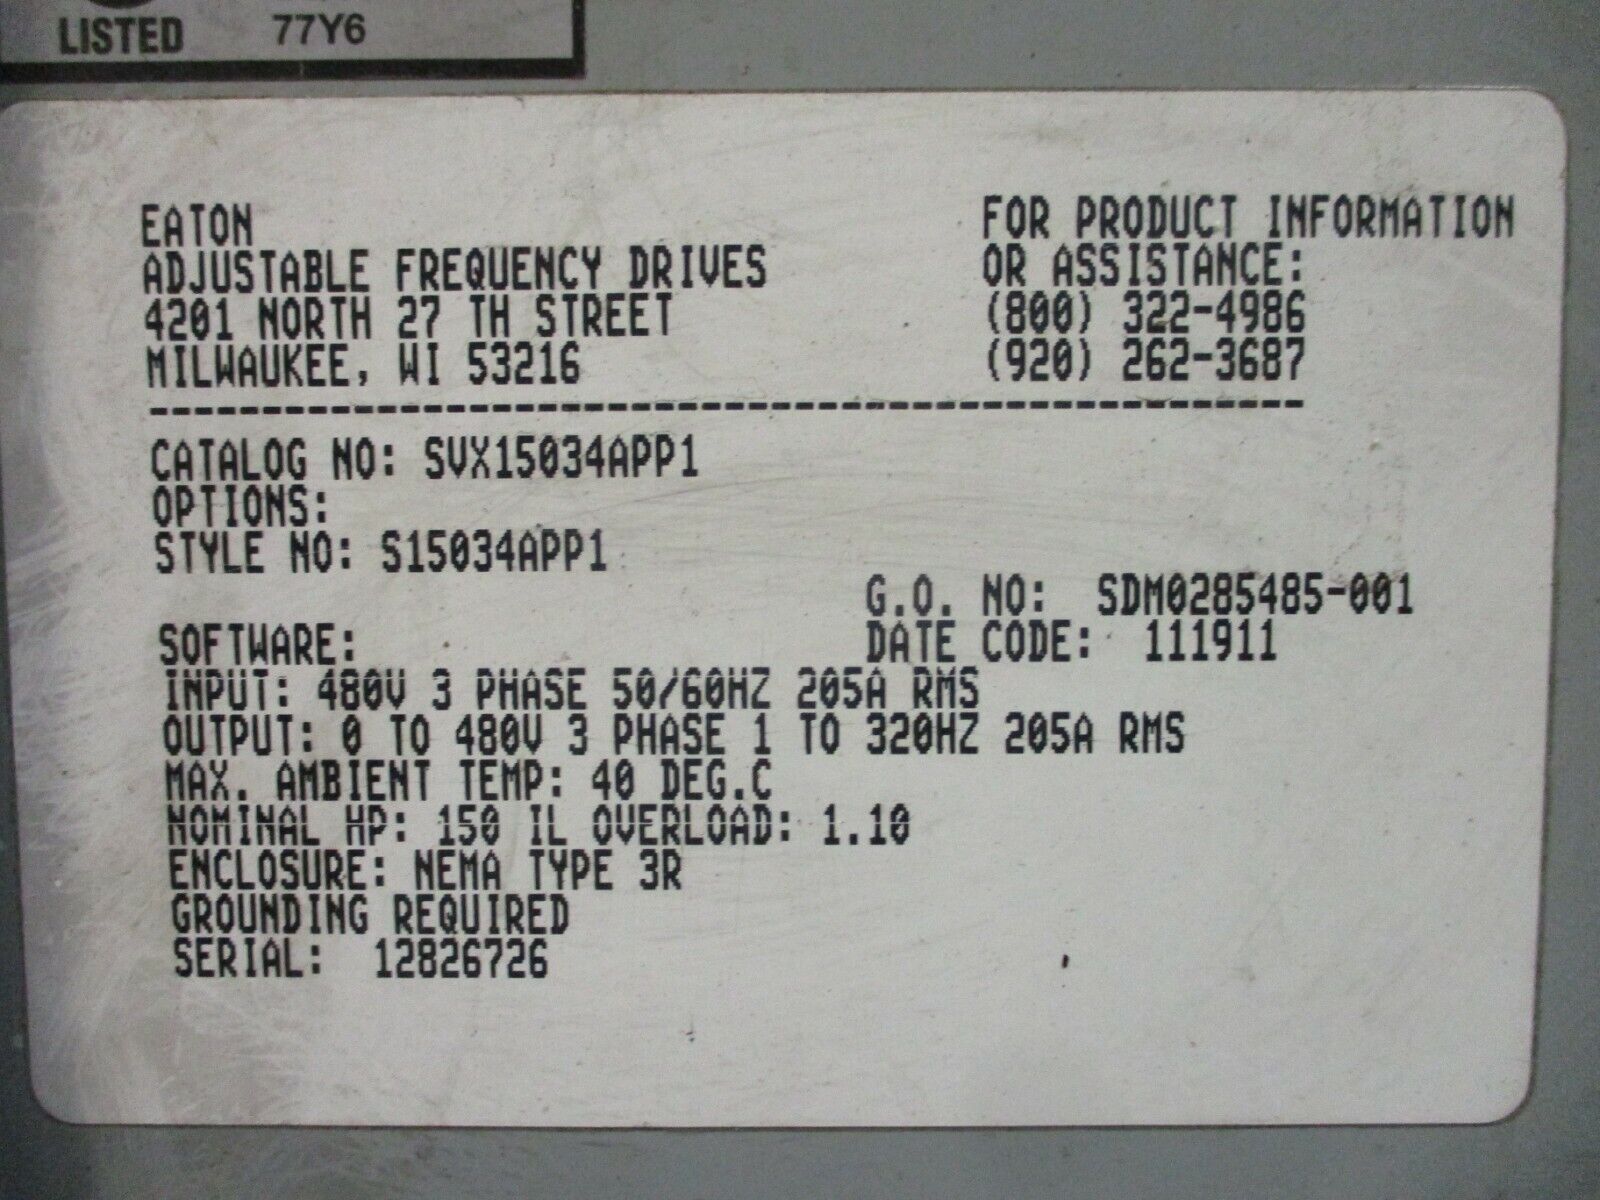 LISTED 77Y6
EATON
ADJUSTABLE FREQUENCY DRIVES
4201 NORTH 27 TH STREET
MILWAUKEE, WI 53216
FOR PRODUCT INFORMATION
OR ASSISTANCE:
(800) 322-4986
(920) 262-3687
---------------------------------------------------
CATALOG NO: SVX15034APP1
OPTIONS:
STYLE NO: S15034APP1
G.O. NO: SDM0285485-001
SOFTWARE: DATE CODE: 111911
INPUT: 480V 3 PHASE 50/60HZ 205A RMS
OUTPUT: 0 TO 480V 3 PHASE 1 TO 320HZ 205A RMS
MAX. AMBIENT TEMP: 40 DEG.C
NOMINAL HP: 150 IL OVERLOAD: 1.10
ENCLOSURE: NEMA TYPE 3R
GROUNDING REQUIRED
SERIAL: 12826726